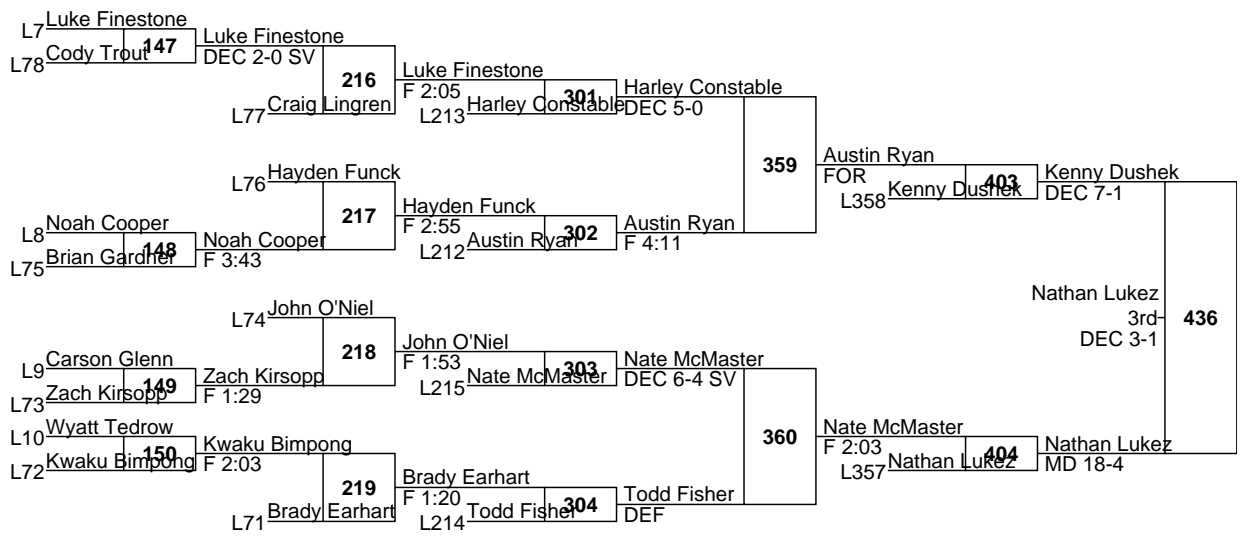 L7 Luke Finestone
147
L78 Cody Trout
Luke Finestone
DEC 2-0 SV
216
L77 Craig Lingren
Luke Finestone
F 2:05
301
L213 Harley Constable
Harley Constable
DEC 5-0
359
L76 Hayden Funck
217
L8 Noah Cooper
148
L75 Brian Gardner
Noah Cooper
F 3:43
Hayden Funck
F 2:55
302
L212 Austin Ryan
Austin Ryan
F 4:11
Austin Ryan
FOR
403
L358 Kenny Dushek
Kenny Dushek
DEC 7-1
L74 John O'Niel
218
L9 Carson Glenn
149
L73 Zach Kirsopp
Zach Kirsopp
F 1:29
John O'Niel
F 1:53
303
L215 Nate McMaster
Nate McMaster
DEC 6-4 SV
360
L10 Wyatt Tedrow
150
L72 Kwaku Bimpong
Kwaku Bimpong
F 2:03
219
L71 Brady Earhart
Brady Earhart
F 1:20
304
L214 Todd Fisher
Todd Fisher
DEF
Nate McMaster
F 2:03
404
L357 Nathan Lukez
Nathan Lukez
MD 18-4
Nathan Lukez
3rd
DEC 3-1
436